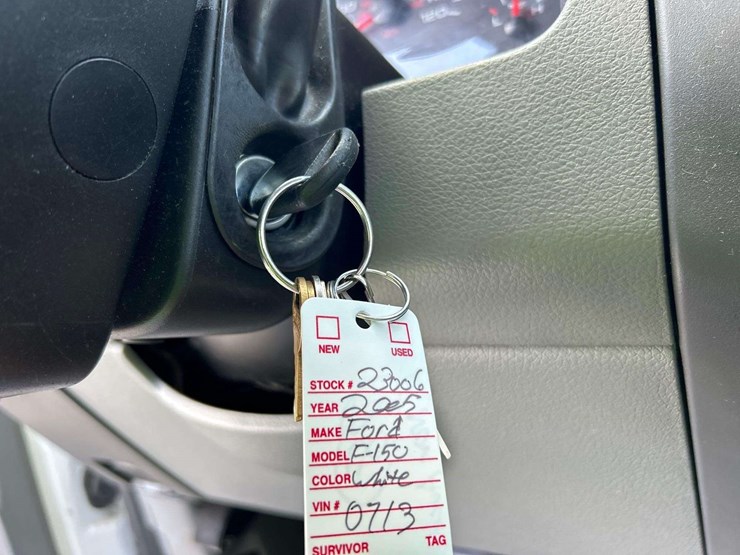 NEW USED
STOCK # 23006
YEAR 2005
MAKE Ford
MODEL F-150
COLOR White
VIN # 0713
SURVIVOR TAG